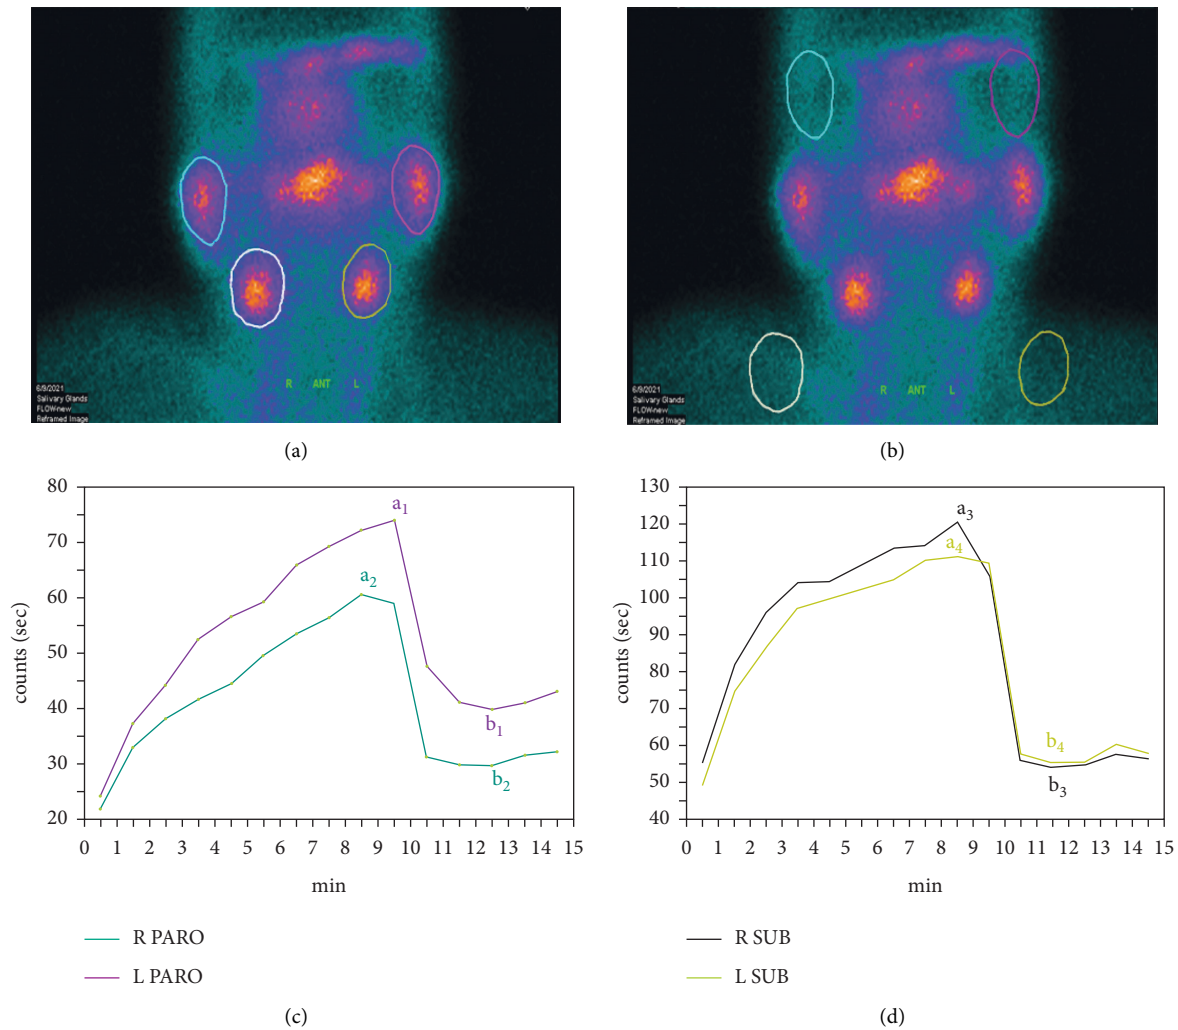 R ANT L
6/9/2021
Salivary Glands
FLOWnew
Reframed Image
(a)
R ANT L
6/9/2021
Salivary Glands
FLOWnew
Reframed Image
(b)
80
70
60
50
40
30
20
counts (sec)
a1
a2
b1
b2
0 1 2 3 4 5 6 7 8 9 10 11 12 13 14 15
min
R PARO
L PARO
(c)
130
120
110
100
90
80
70
60
50
40
counts (sec)
a3
a4
b4
b3
0 1 2 3 4 5 6 7 8 9 10 11 12 13 14 15
min
R SUB
L SUB
(d)